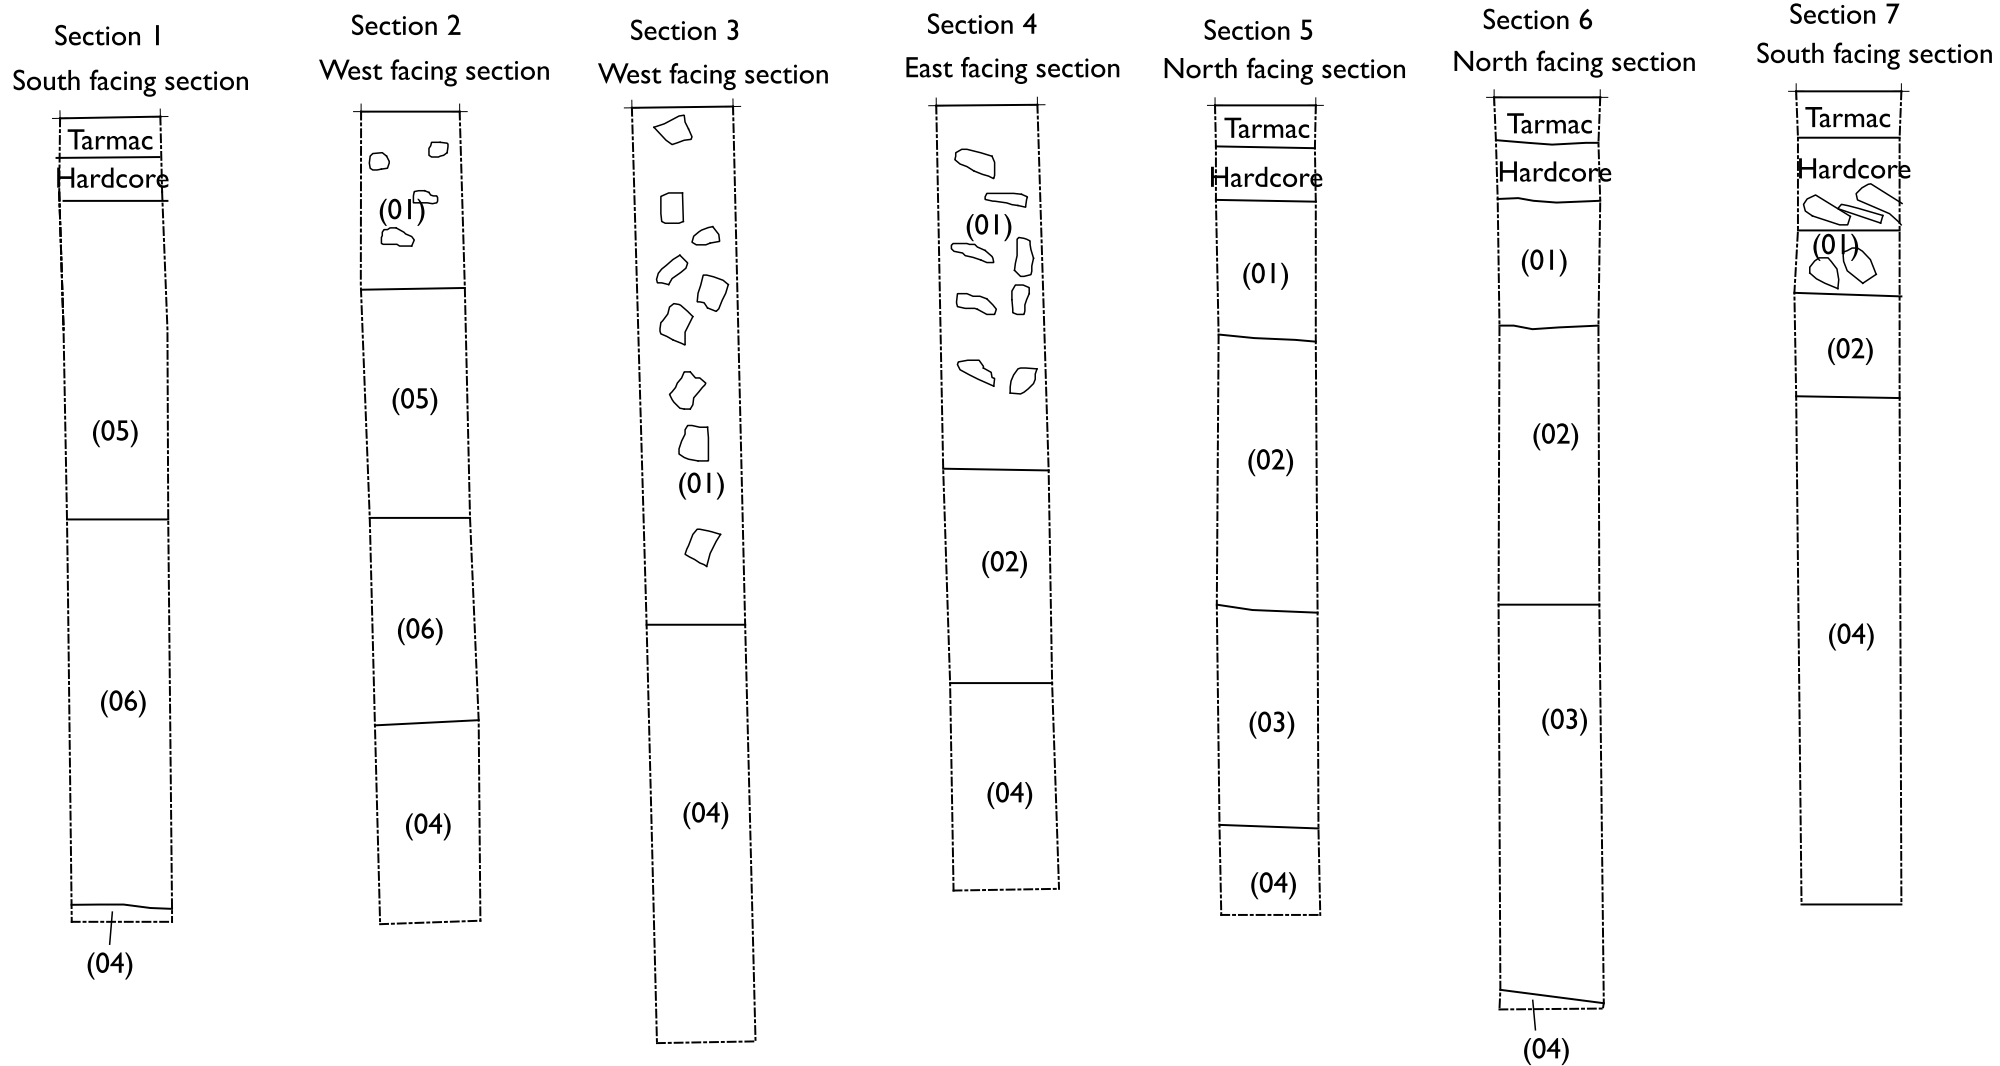 Section 1
South facing section
Tarmac
Hardcore
(05)
(06)
(04)
Section 2
West facing section
(01)
(05)
(06)
(04)
Section 3
West facing section
(01)
(04)
Section 4
East facing section
(01)
(02)
(04)
Section 5
North facing section
Tarmac
Hardcore
(01)
(02)
(03)
(04)
Section 6
North facing section
Tarmac
Hardcore
(01)
(02)
(03)
(04)
Section 7
South facing section
Tarmac
Hardcore
(01)
(02)
(04)